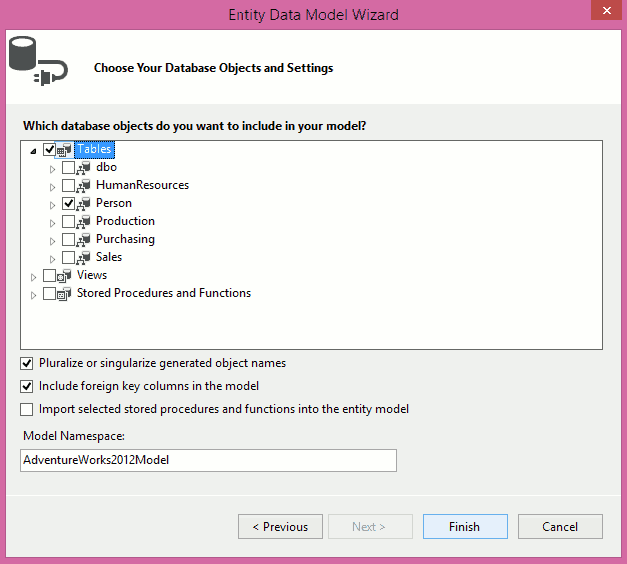 Entity Data Model Wizard
Choose Your Database Objects and Settings
Which database objects do you want to include in your model?
Tables
dbo
HumanResources
Person
Production
Purchasing
Sales
Views
Stored Procedures and Functions
Pluralize or singularize generated object names
Include foreign key columns in the model
Import selected stored procedures and functions into the entity model
Model Namespace:
AdventureWorks2012Model
< Previous Next > Finish Cancel